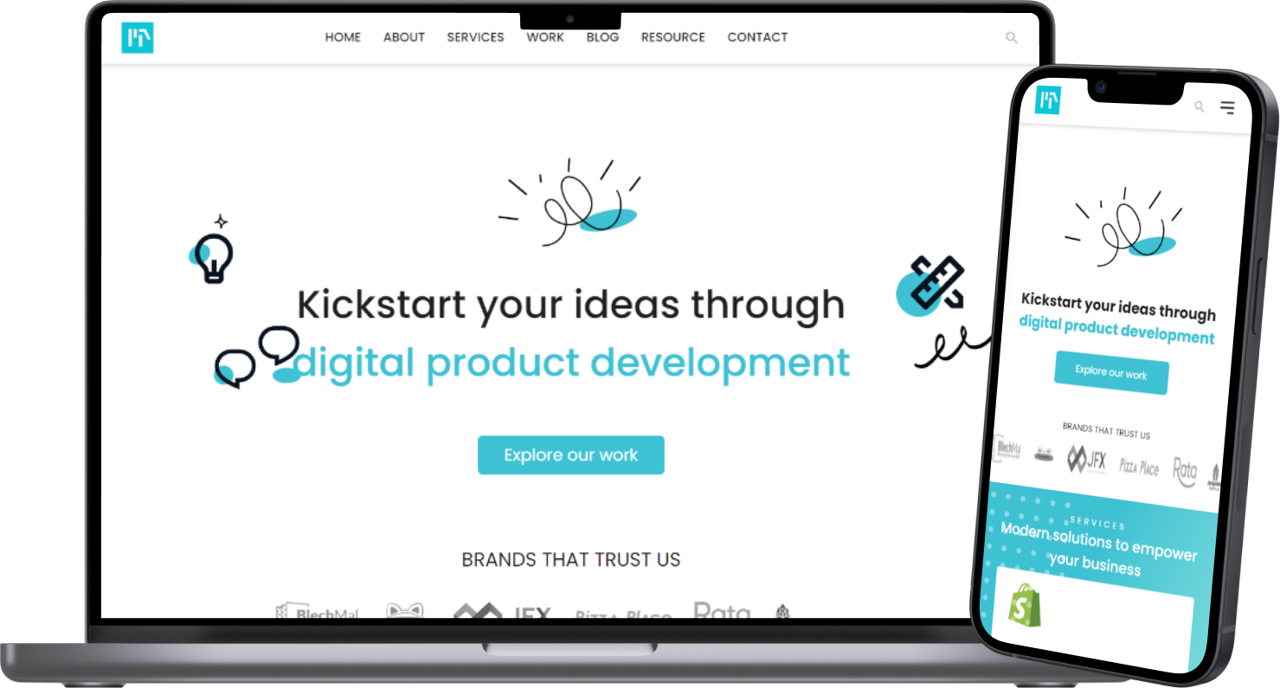 HOME ABOUT SERVICES WORK BLOG RESOURCE CONTACT
Kickstart your ideas through
digital product development
Explore our work
BRANDS THAT TRUST US
BlechMal JFX Pizza Place Rata
Kickstart your ideas through
digital product development
Explore our work
BRANDS THAT TRUST US
BlechMal JFX Pizza Place Rata
SERVICES
Modern solutions to empower
your business